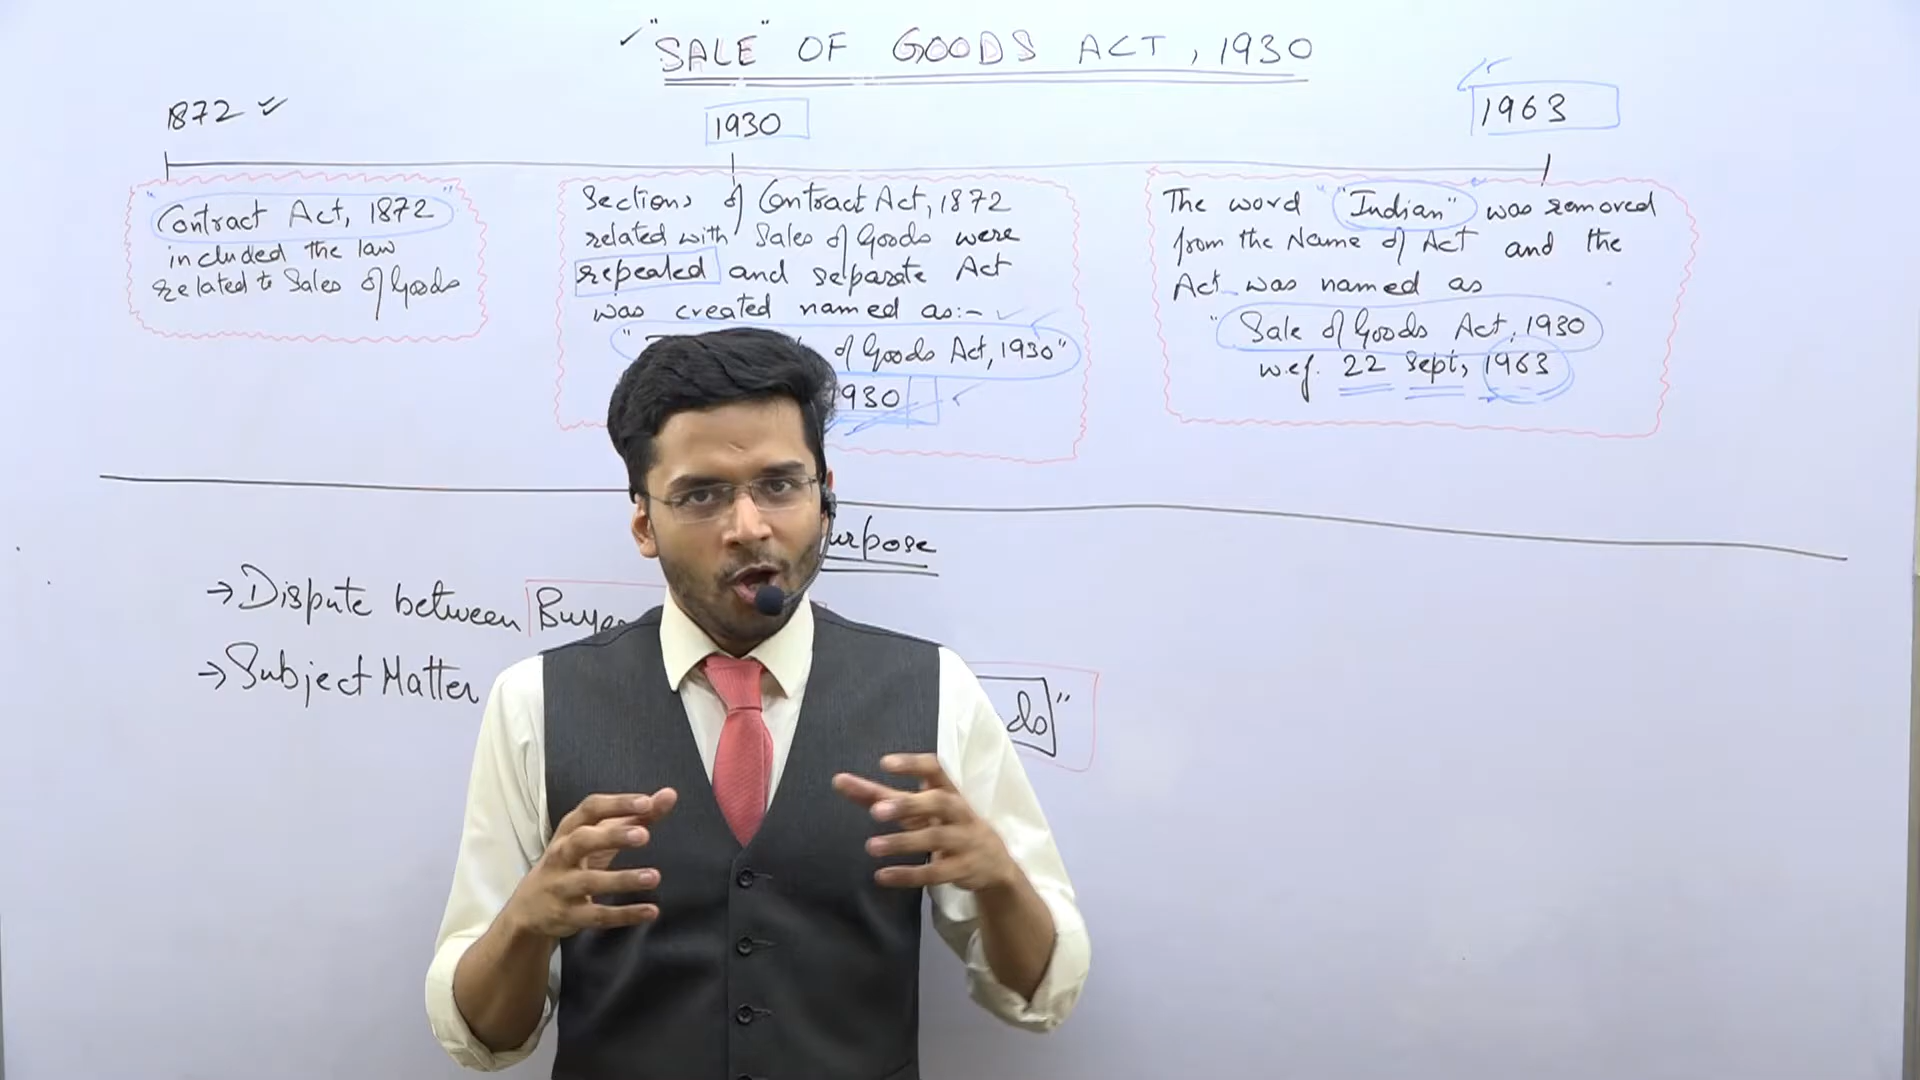 "SALE" OF GOODS ACT, 1930
1872
1930
1963
"Contract Act, 1872"
included the law
related to Sales of Goods
Sections of Contract Act, 1872
related with Sales of Goods were
repealed and separate Act
was created named as:-
of Goods Act, 1930"
1930
The word "Indian" was removed
from the Name of Act and the
Act was named as
"Sale of Goods Act, 1930
w.e.f. 22 Sept, 1963
urpose
→ Dispute between Buye
→ Subject Matter
ds"